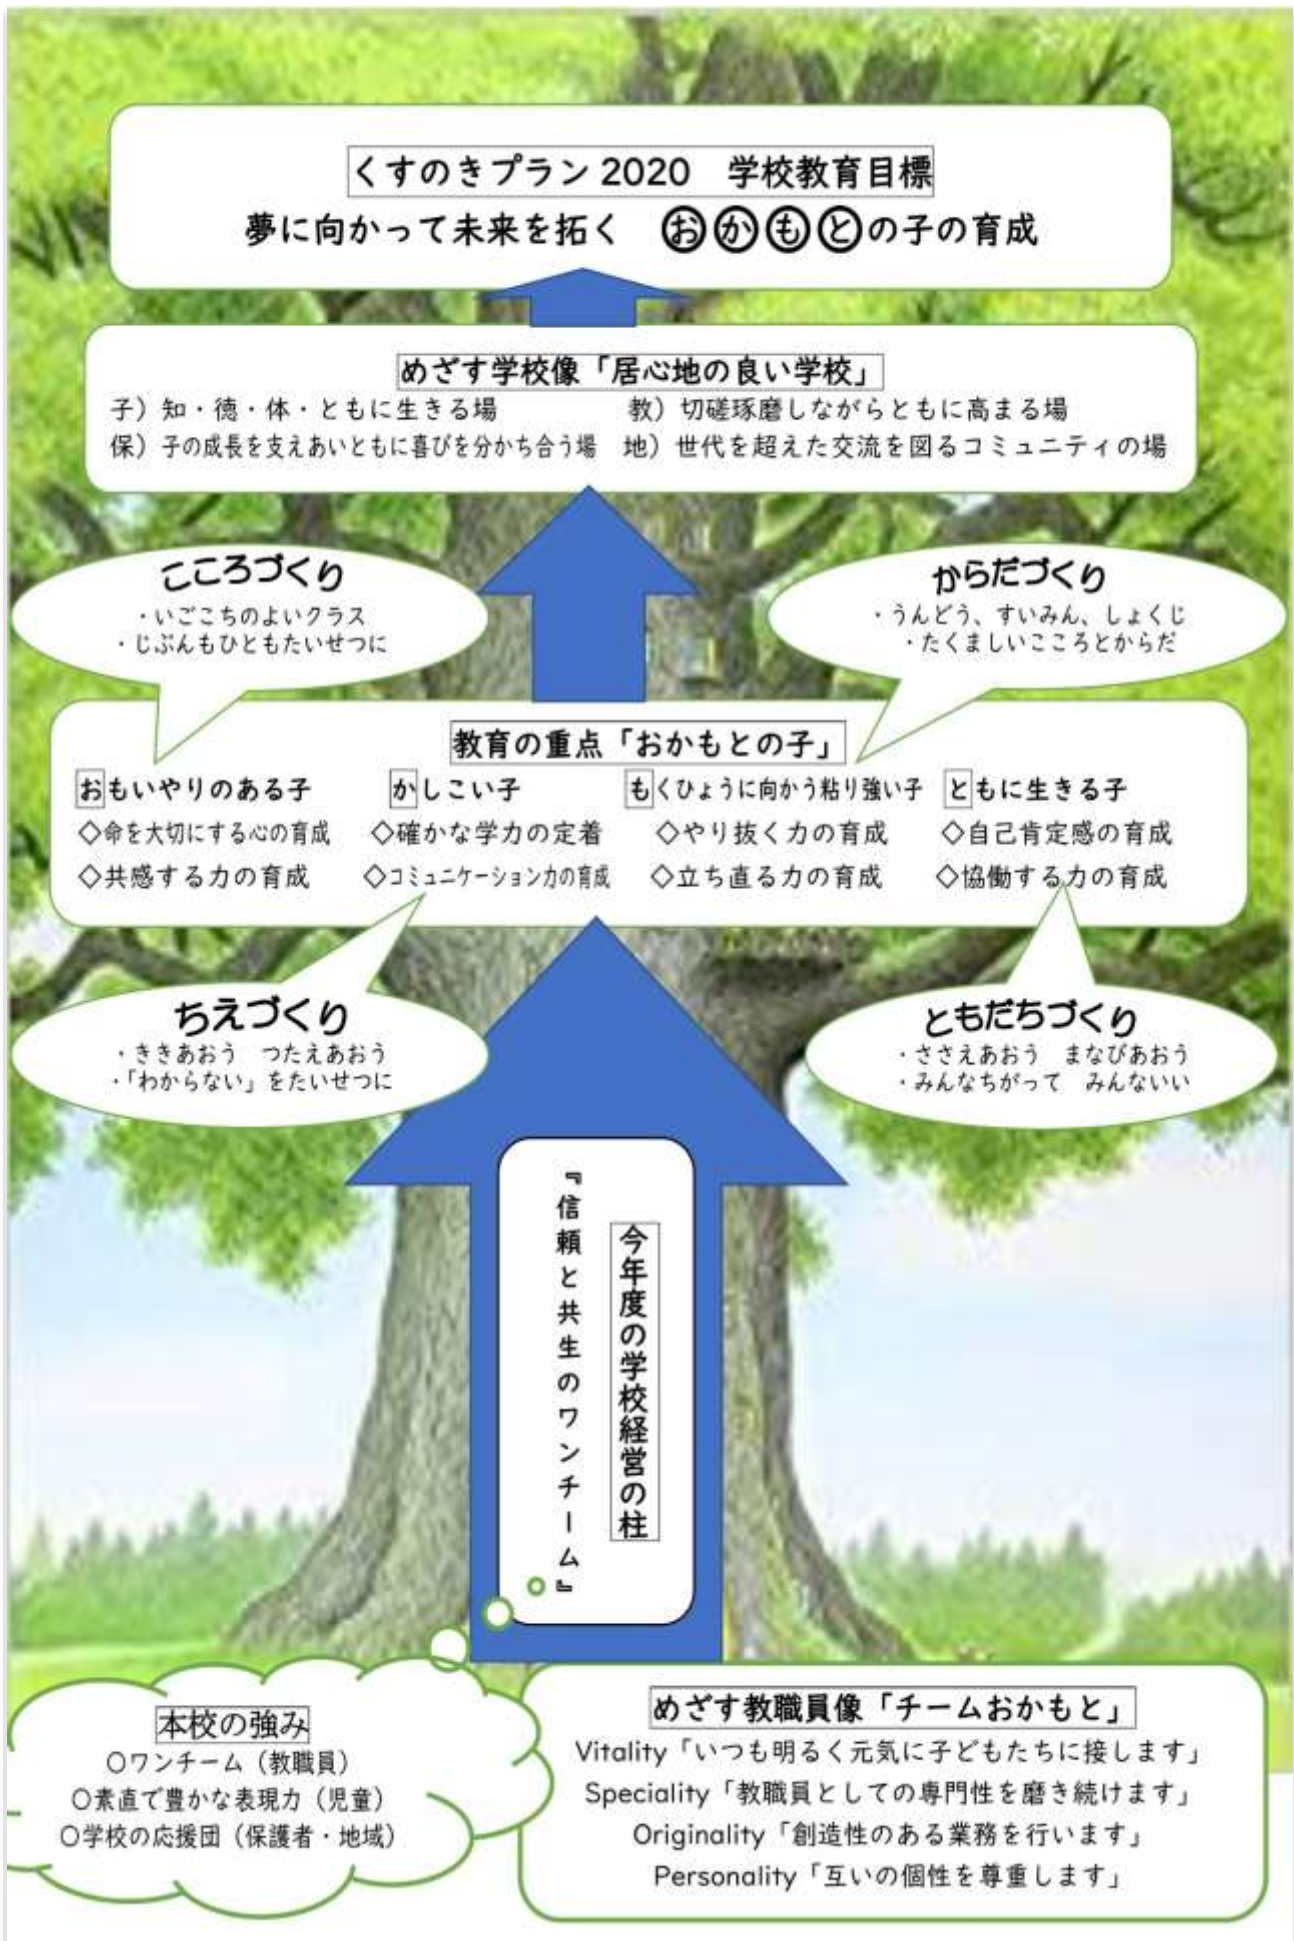 くすのきプラン 2020　学校教育目標
夢に向かって未来を拓く　おかもとの子の育成
めざす学校像「居心地の良い学校」
子）知・徳・体・ともに生きる場　教）切磋琢磨しながらともに高まる場
保）子の成長を支えあいともに喜びを分かち合う場　地）世代を超えた交流を図るコミュニティの場
こころづくり
・いごこちのよいクラス
・じぶんもひともたいせつに
からだづくり
・うんどう、すいみん、しょくじ
・たくましいこころとからだ
教育の重点「おかもとの子」
おもいやりのある子　かしこい子　もくひょうに向かう粘り強い子　ともに生きる子
◇命を大切にする心の育成　◇確かな学力の定着　◇やり抜く力の育成　◇自己肯定感の育成
◇共感する力の育成　◇コミュニケーション力の育成　◇立ち直る力の育成　◇協働する力の育成
ちえづくり
・ききあおう　つたえあおう
・「わからない」をたいせつに
ともだちづくり
・ささえあおう　まなびあおう
・みんなちがって　みんないい
今年度の学校経営の柱
『信頼と共生のワンチーム』
本校の強み
〇ワンチーム（教職員）
〇素直で豊かな表現力（児童）
〇学校の応援団（保護者・地域）
めざす教職員像「チームおかもと」
Vitality「いつも明るく元気に子どもたちに接します」
Speciality「教職員としての専門性を磨き続けます」
Originality「創造性のある業務を行います」
Personality「互いの個性を尊重します」